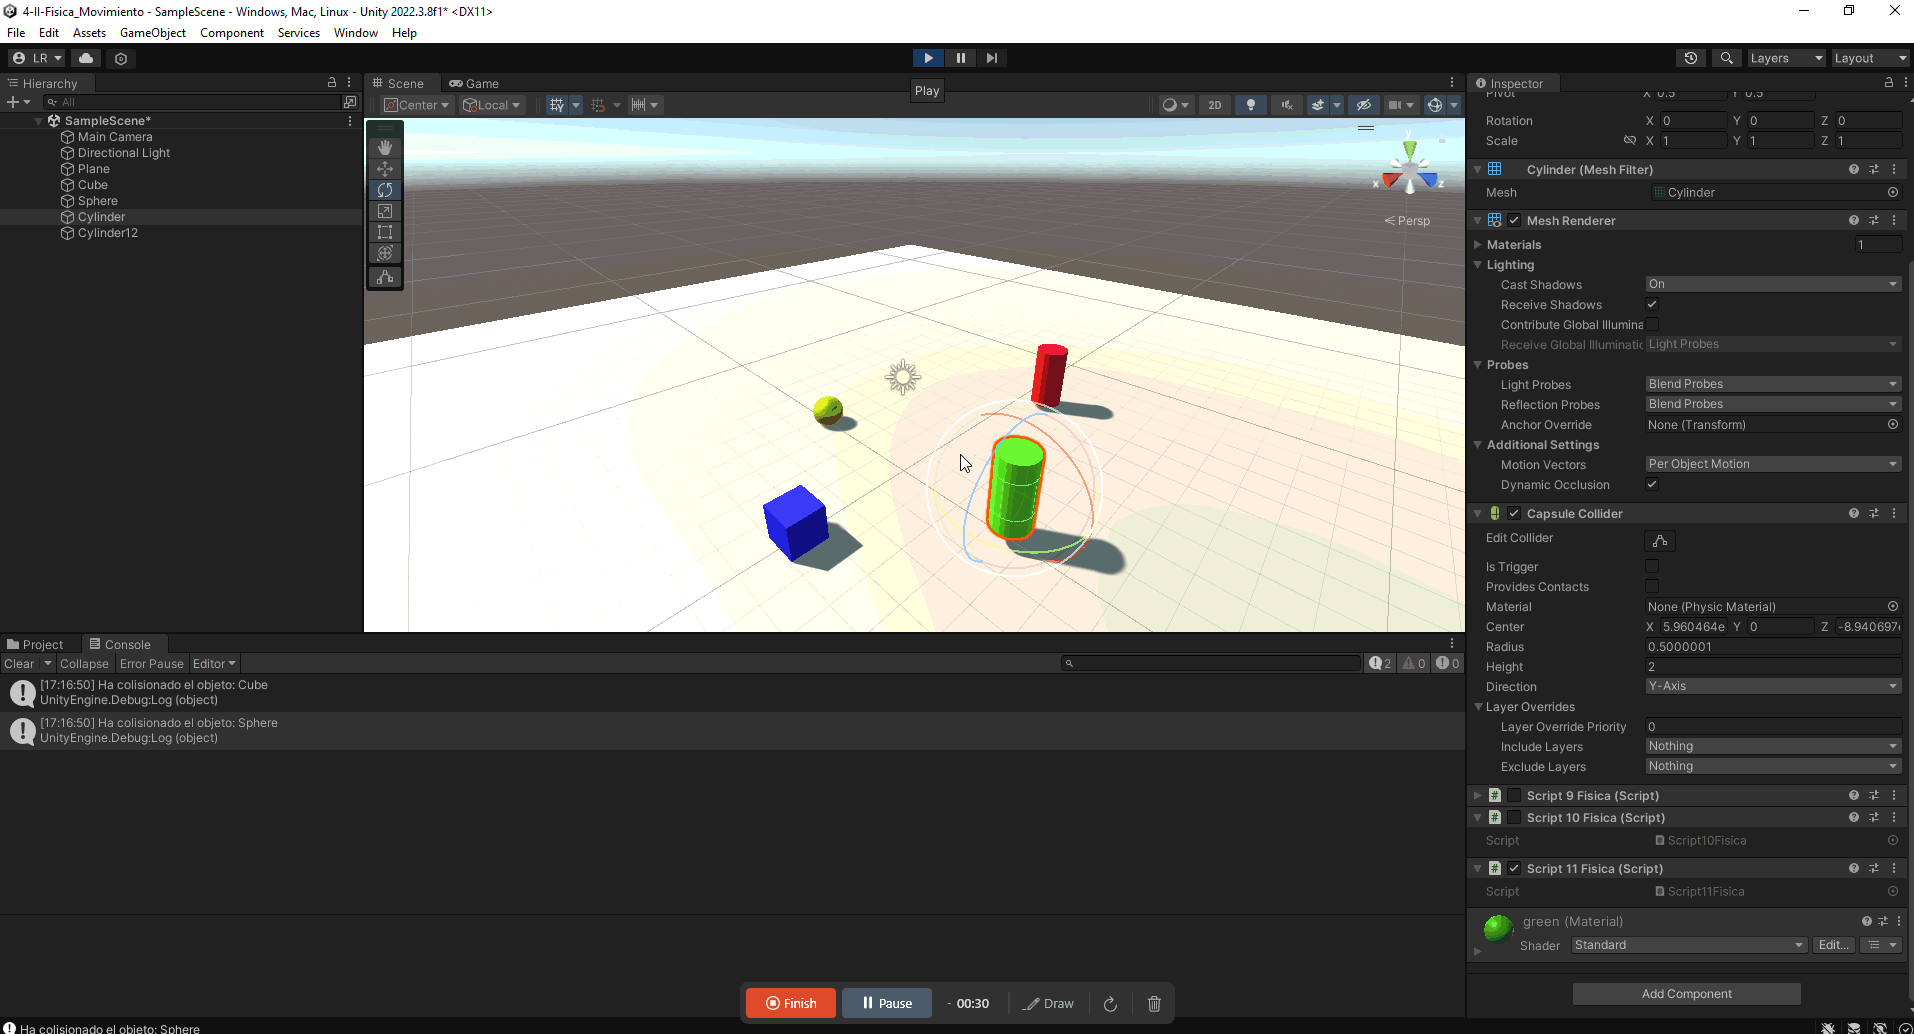 4-II-Fisica_Movimiento - SampleScene - Windows, Mac, Linux - Unity 2022.3.8f1* <DX11>
File Edit Assets GameObject Component Services Window Help
LR
Layers Layout
Hierarchy
All
SampleScene*
Main Camera
Directional Light
Plane
Cube
Sphere
Cylinder
Cylinder12
Scene Game
Play
Center Local
2D
y
x
z
Persp
Inspector
Pivot X 0.5 Y 0.5
Rotation X 0 Y 0 Z 0
Scale X 1 Y 1 Z 1
Cylinder (Mesh Filter)
Mesh Cylinder
Mesh Renderer
Materials 1
Lighting
Cast Shadows On
Receive Shadows
Contribute Global Illumina
Receive Global Illuminatic Light Probes
Probes
Light Probes Blend Probes
Reflection Probes Blend Probes
Anchor Override None (Transform)
Additional Settings
Motion Vectors Per Object Motion
Dynamic Occlusion
Capsule Collider
Edit Collider
Is Trigger
Provides Contacts
Material None (Physic Material)
Center X 5.960464e Y 0 Z -8.940697
Radius 0.5000001
Height 2
Direction Y-Axis
Layer Overrides
Layer Override Priority 0
Include Layers Nothing
Exclude Layers Nothing
# Script 9 Fisica (Script)
# Script 10 Fisica (Script)
Script Script10Fisica
# Script 11 Fisica (Script)
Script Script11Fisica
green (Material)
Shader Standard Edit...
Add Component
Project Console
Clear Collapse Error Pause Editor
2 0 0
[17:16:50] Ha colisionado el objeto: Cube
UnityEngine.Debug:Log (object)
[17:16:50] Ha colisionado el objeto: Sphere
UnityEngine.Debug:Log (object)
Finish Pause - 00:30 Draw
Ha colisionado el objeto: Sphere